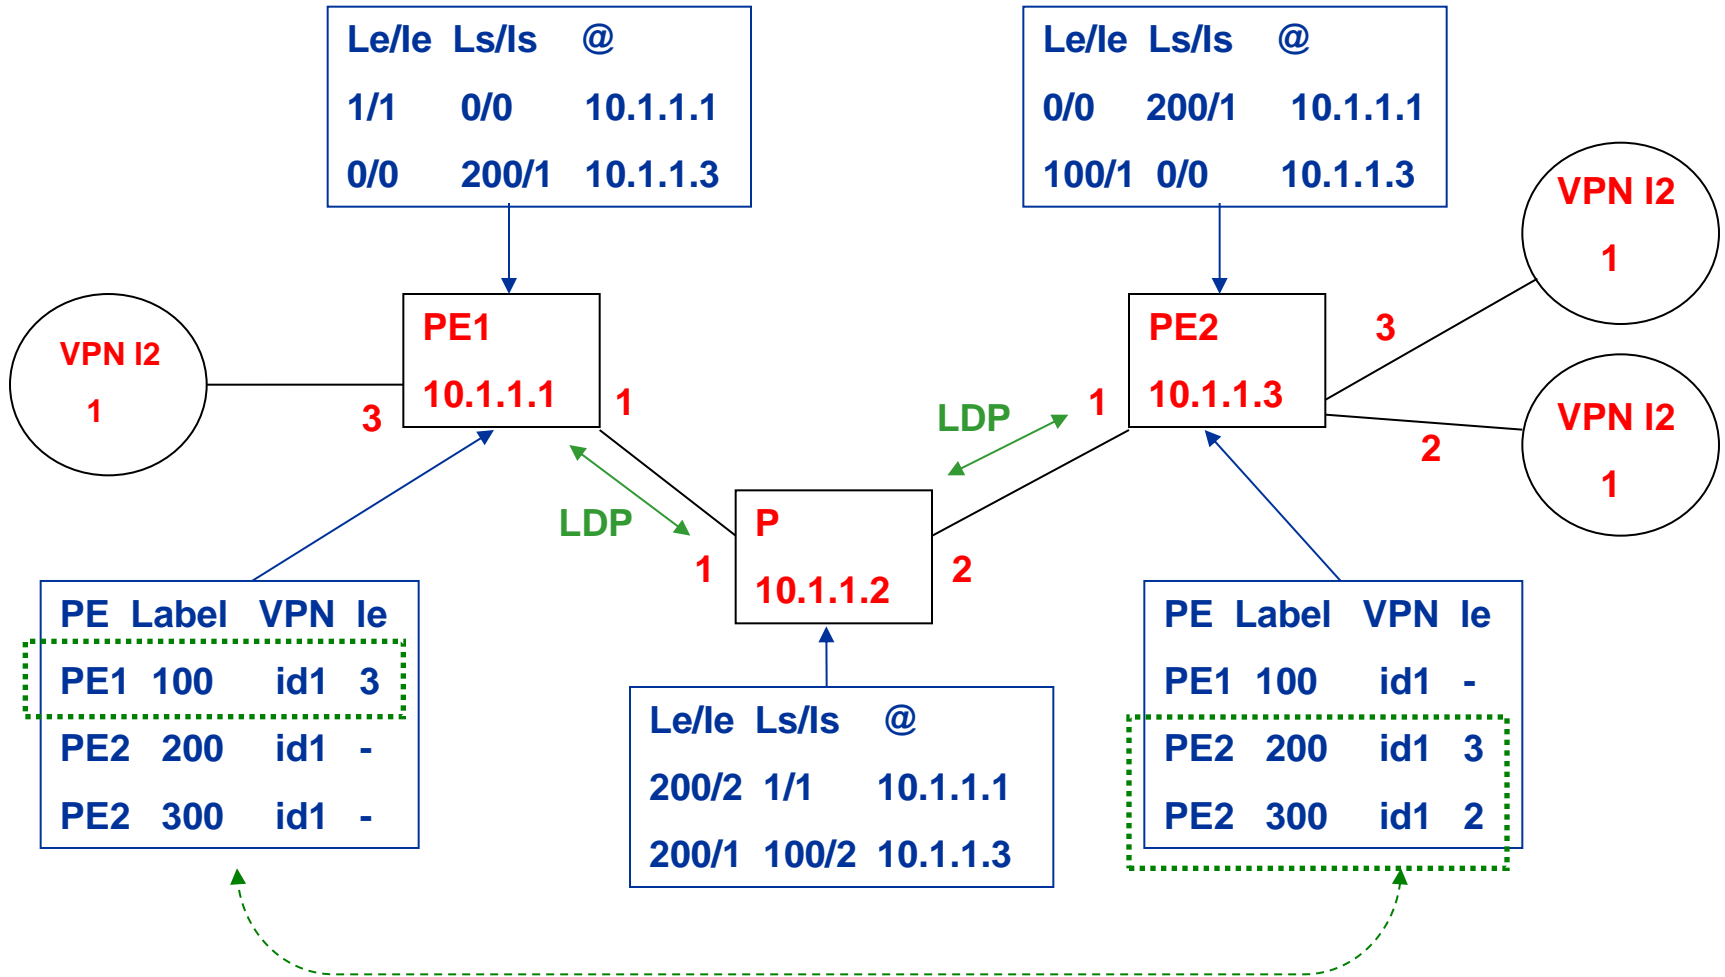 Le/Ie Ls/Is @
1/1 0/0 10.1.1.1
0/0 200/1 10.1.1.3
Le/Ie Ls/Is @
0/0 200/1 10.1.1.1
100/1 0/0 10.1.1.3
VPN I2
1
VPN I2
1
3
PE1
10.1.1.1
1
LDP
LDP
1
PE2
10.1.1.3
3
2
VPN I2
1
1
P
10.1.1.2
2
PE Label VPN Ie
PE1 100 id1 3
PE2 200 id1 -
PE2 300 id1 -
Le/Ie Ls/Is @
200/2 1/1 10.1.1.1
200/1 100/2 10.1.1.3
PE Label VPN Ie
PE1 100 id1 -
PE2 200 id1 3
PE2 300 id1 2